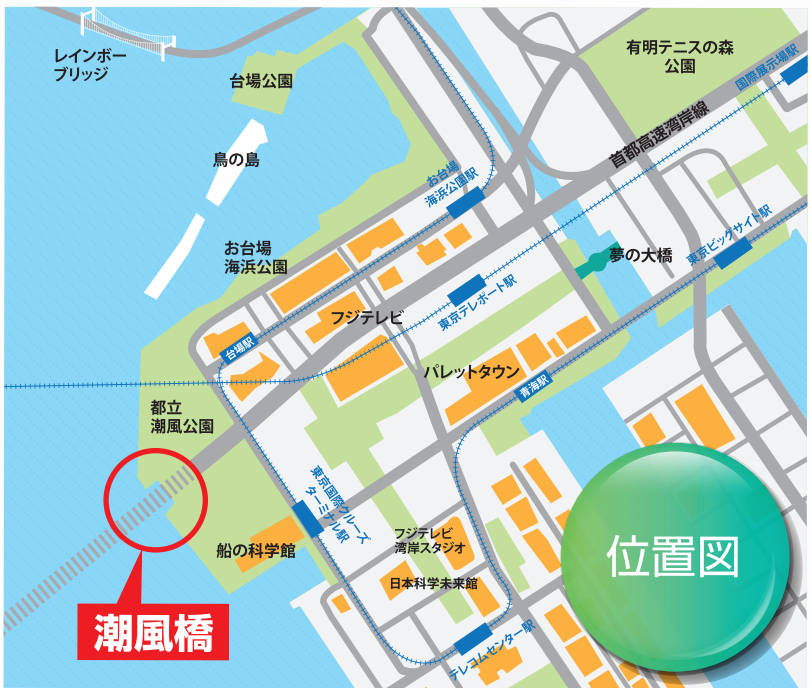 レインボー
ブリッジ
台場公園
有明テニスの森
公園
国際展示場駅
首都高速湾岸線
鳥の島
お台場
海浜公園駅
お台場
海浜公園
夢の大橋
東京ビッグサイト駅
東京テレポート駅
フジテレビ
台場駅
パレットタウン
青海駅
都立
潮風公園
東京国際クルーズ
ターミナル駅
船の科学館
フジテレビ
湾岸スタジオ
日本科学未来館
テレコムセンター駅
位置図
潮風橋